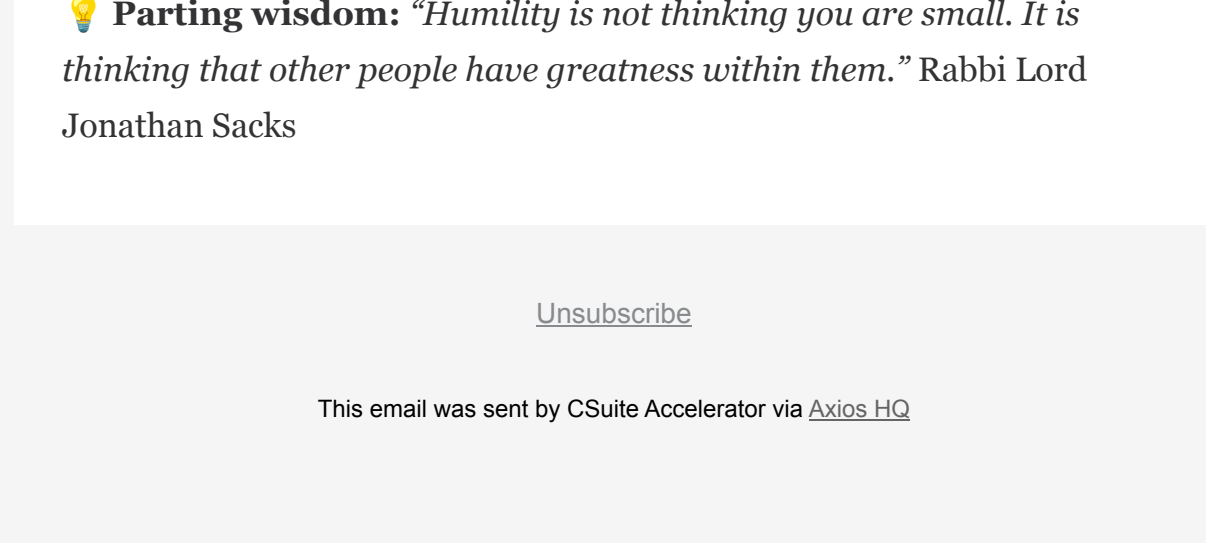 💡 Parting wisdom: “Humility is not thinking you are small. It is
thinking that other people have greatness within them.” Rabbi Lord
Jonathan Sacks
Unsubscribe
This email was sent by CSuite Accelerator via Axios HQ